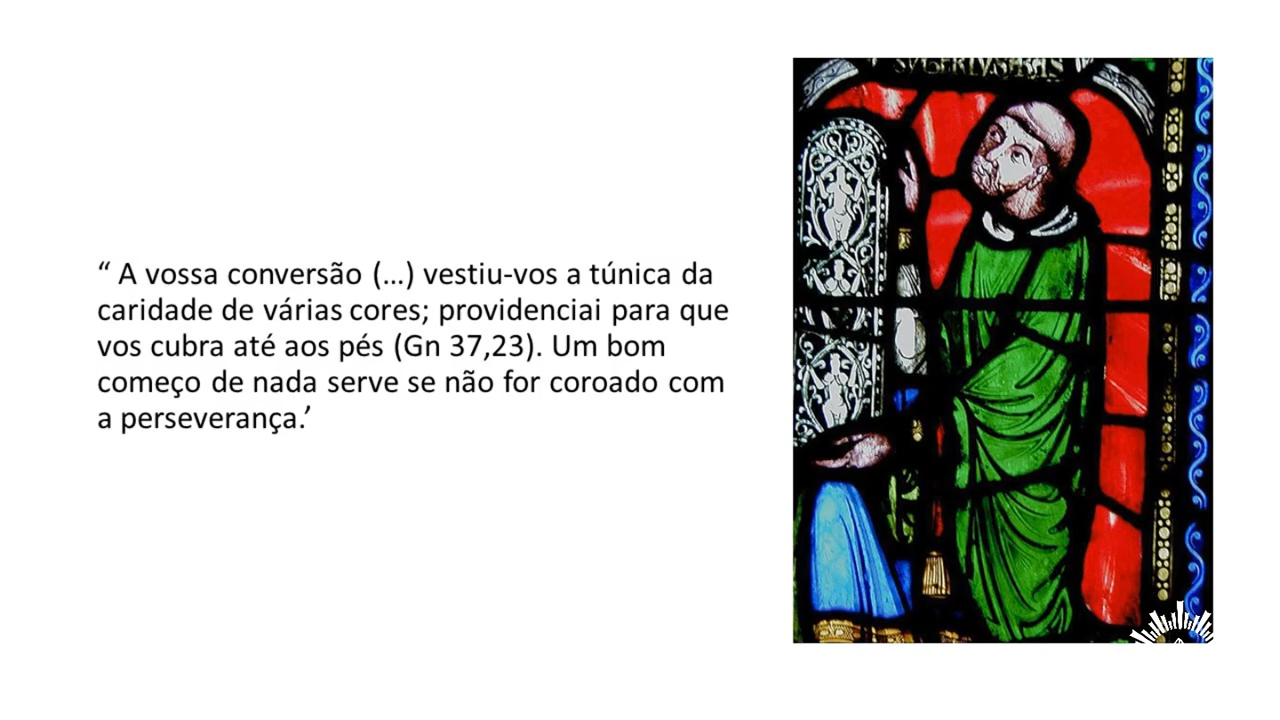 “ A vossa conversão (…) vestiu-vos a túnica da
caridade de várias cores; providenciai para que
vos cubra até aos pés (Gn 37,23). Um bom
começo de nada serve se não for coroado com
a perseverança.’